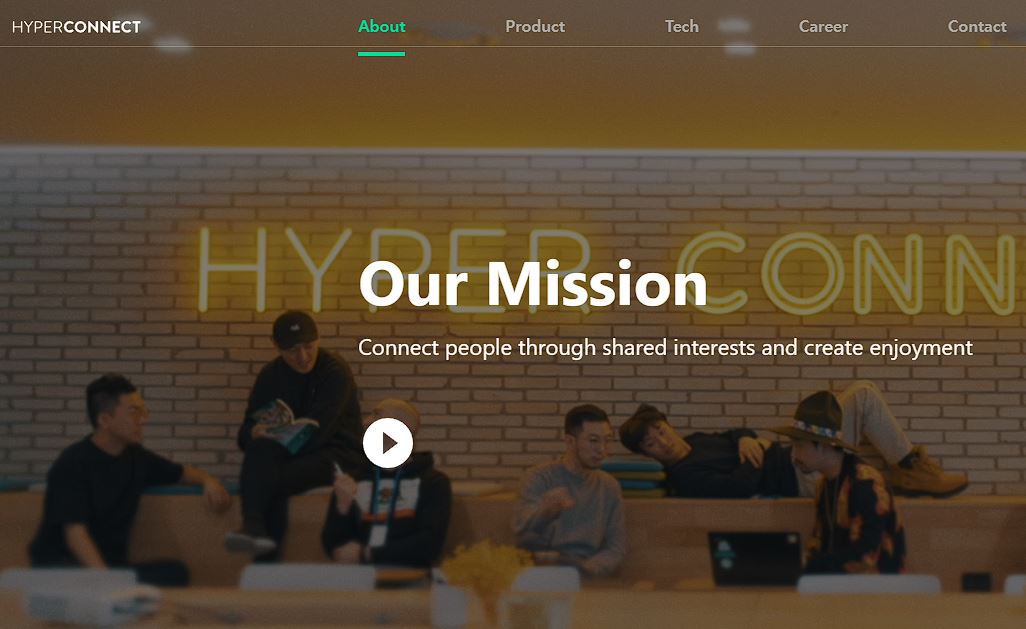 HYPERCONNECT
About Product Tech Career Contact
HYPER CONN
Our Mission
Connect people through shared interests and create enjoyment